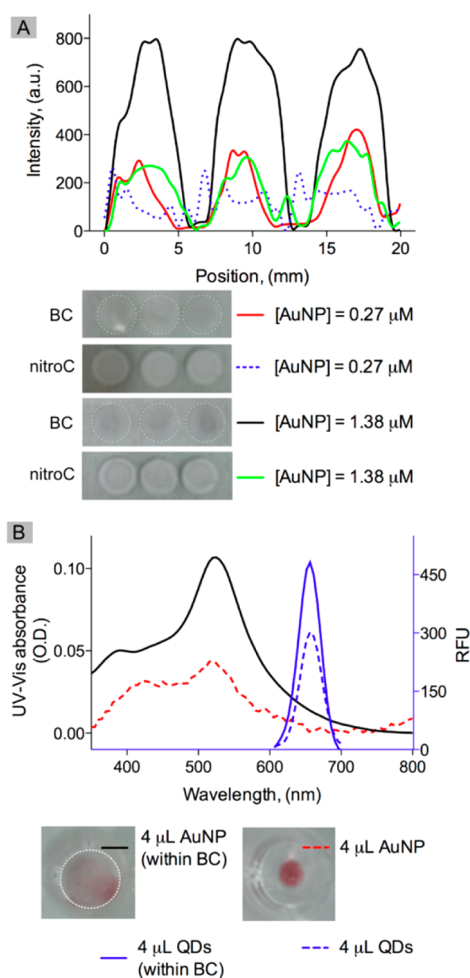 A
Intensity, (a.u.)
800
600
400
200
0
0 5 10 15 20
Position, (mm)
BC [AuNP] = 0.27 μM
nitroC [AuNP] = 0.27 μM
BC [AuNP] = 1.38 μM
nitroC [AuNP] = 1.38 μM
B
UV-Vis absorbance
(O.D.)
0.10
0.05
0.00
RFU
450
300
150
0
400 500 600 700 800
Wavelength, (nm)
4 μL AuNP
(within BC)
4 μL AuNP
4 μL QDs
(within BC)
4 μL QDs